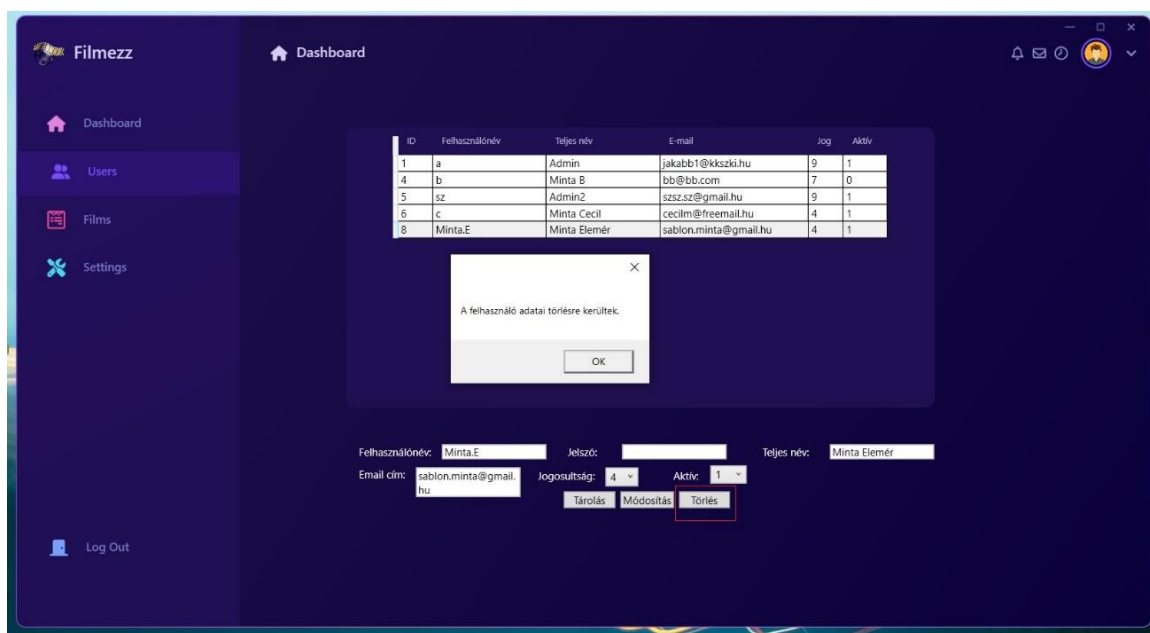 Filmezz
Dashboard
Dashboard
Users
Films
Settings
Log Out
ID Felhasználónév Teljes név E-mail Jog Aktív
1 a Admin jakabb1@kkszki.hu 9 1
4 b Minta B bb@bb.com 7 0
5 sz Admin2 szsz.sz@gmail.hu 9 1
6 c Minta Cecil cecilm@freemail.hu 4 1
8 Minta.E Minta Elemér sablon.minta@gmail.hu 4 1
A felhasználó adatai törlésre kerültek.
OK
Felhasználónév: Minta.E Jelszó: Teljes név: Minta Elemér
Email cím: sablon.minta@gmail.
hu
Jogosultság: 4 Aktív: 1
Tárolás Módosítás Törlés